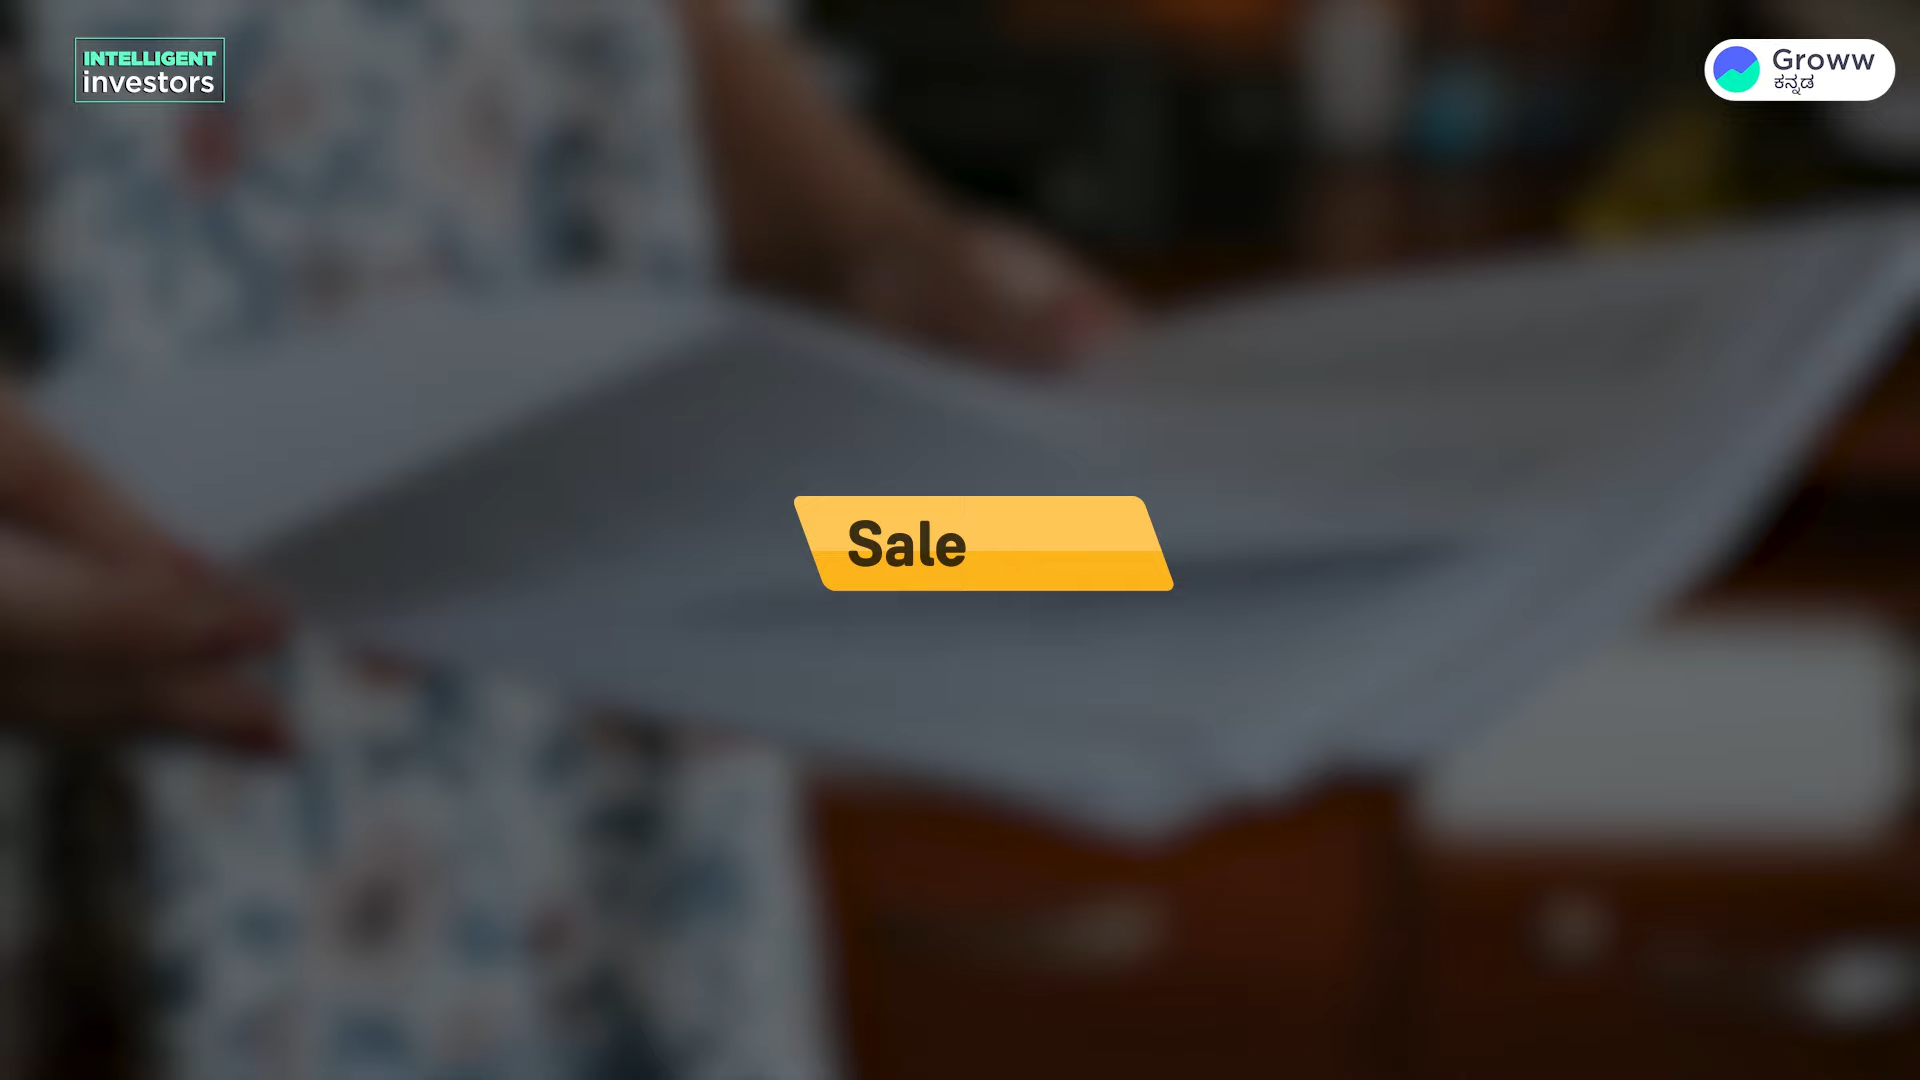 INTELLIGENT
investors
Groww
ಕನ್ನಡ
Sale